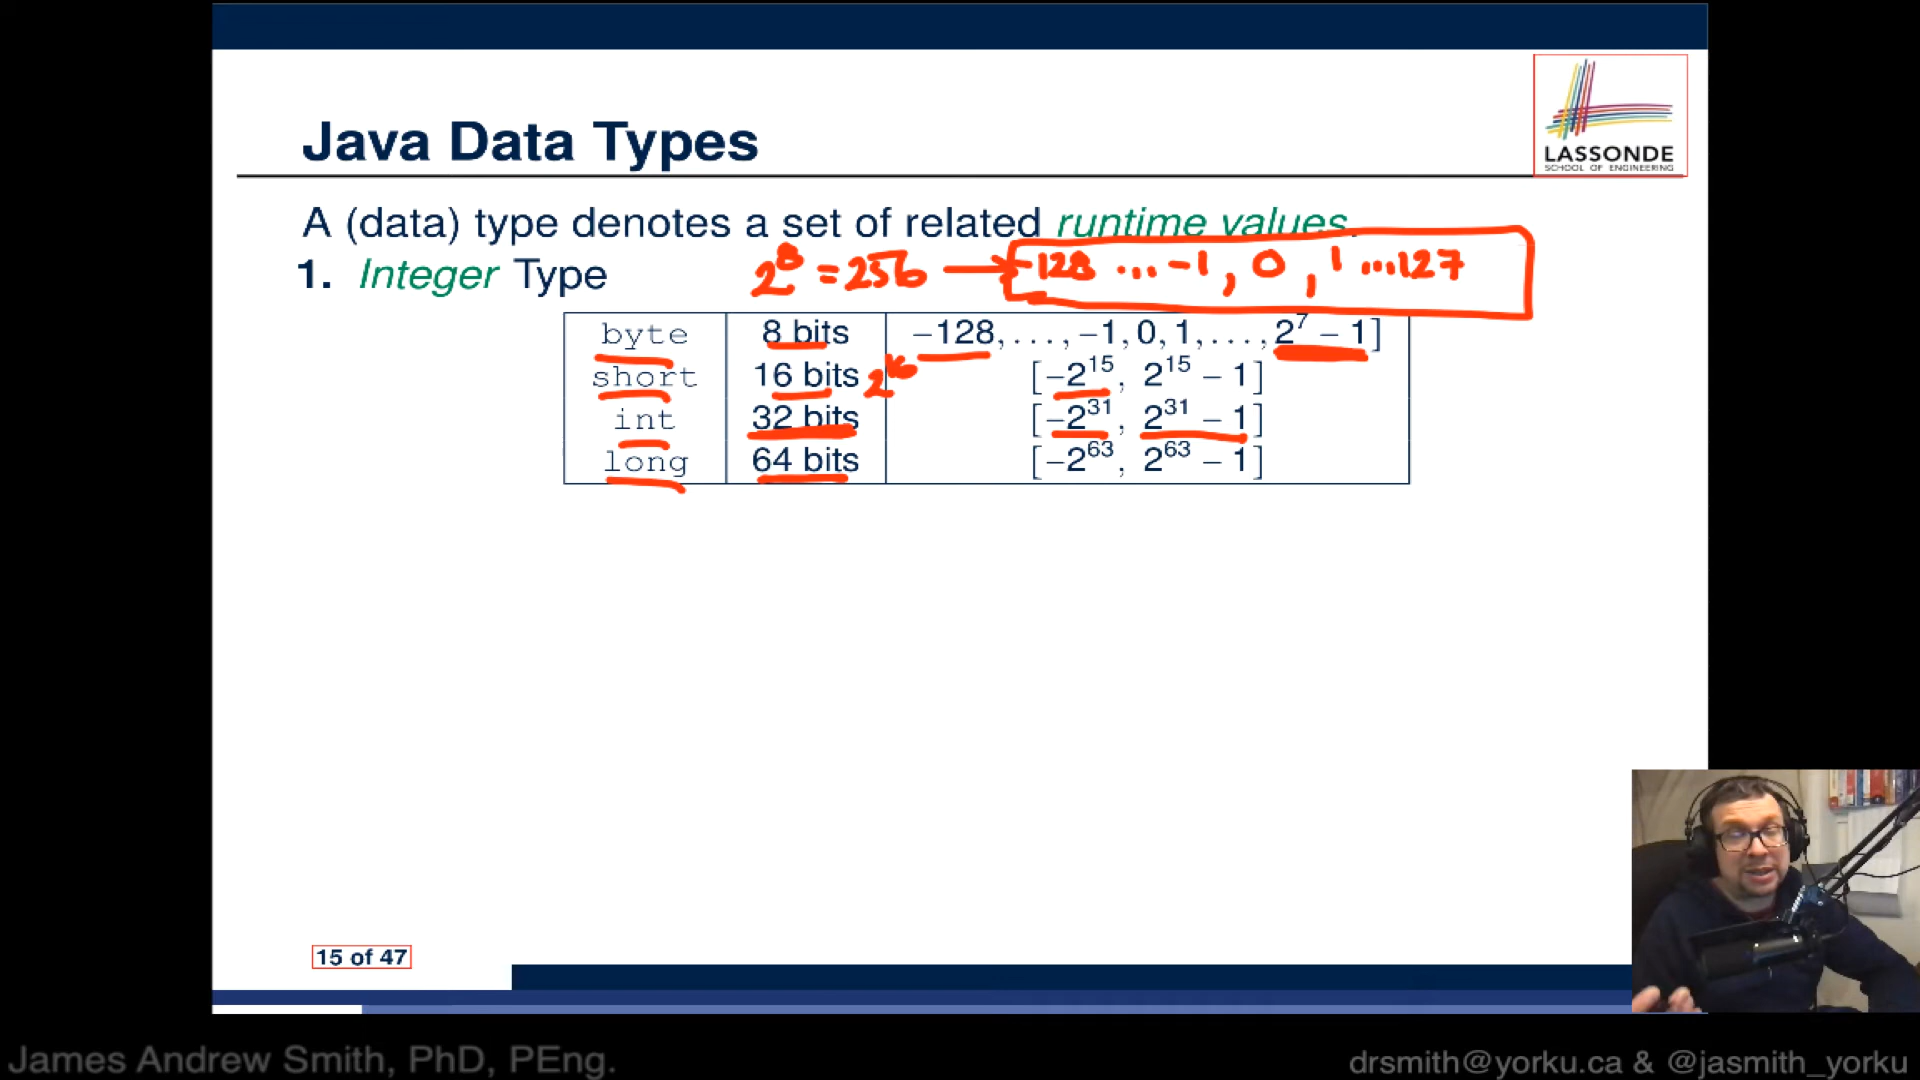 LASSONDE
SCHOOL OF ENGINEERING
Java Data Types
A (data) type denotes a set of related runtime values.
1. Integer Type
2⁸ = 256 → -128 ... -1, 0, 1 ...127
byte 8 bits −128, . . . , −1, 0, 1, . . . , 2⁷ − 1]
short 16 bits 2¹⁶ [−2¹⁵, 2¹⁵ − 1]
int 32 bits [−2³¹, 2³¹ − 1]
long 64 bits [−2⁶³, 2⁶³ − 1]
15 of 47
James Andrew Smith, PhD, PEng.
drsmith@yorku.ca & @jasmith_yorku